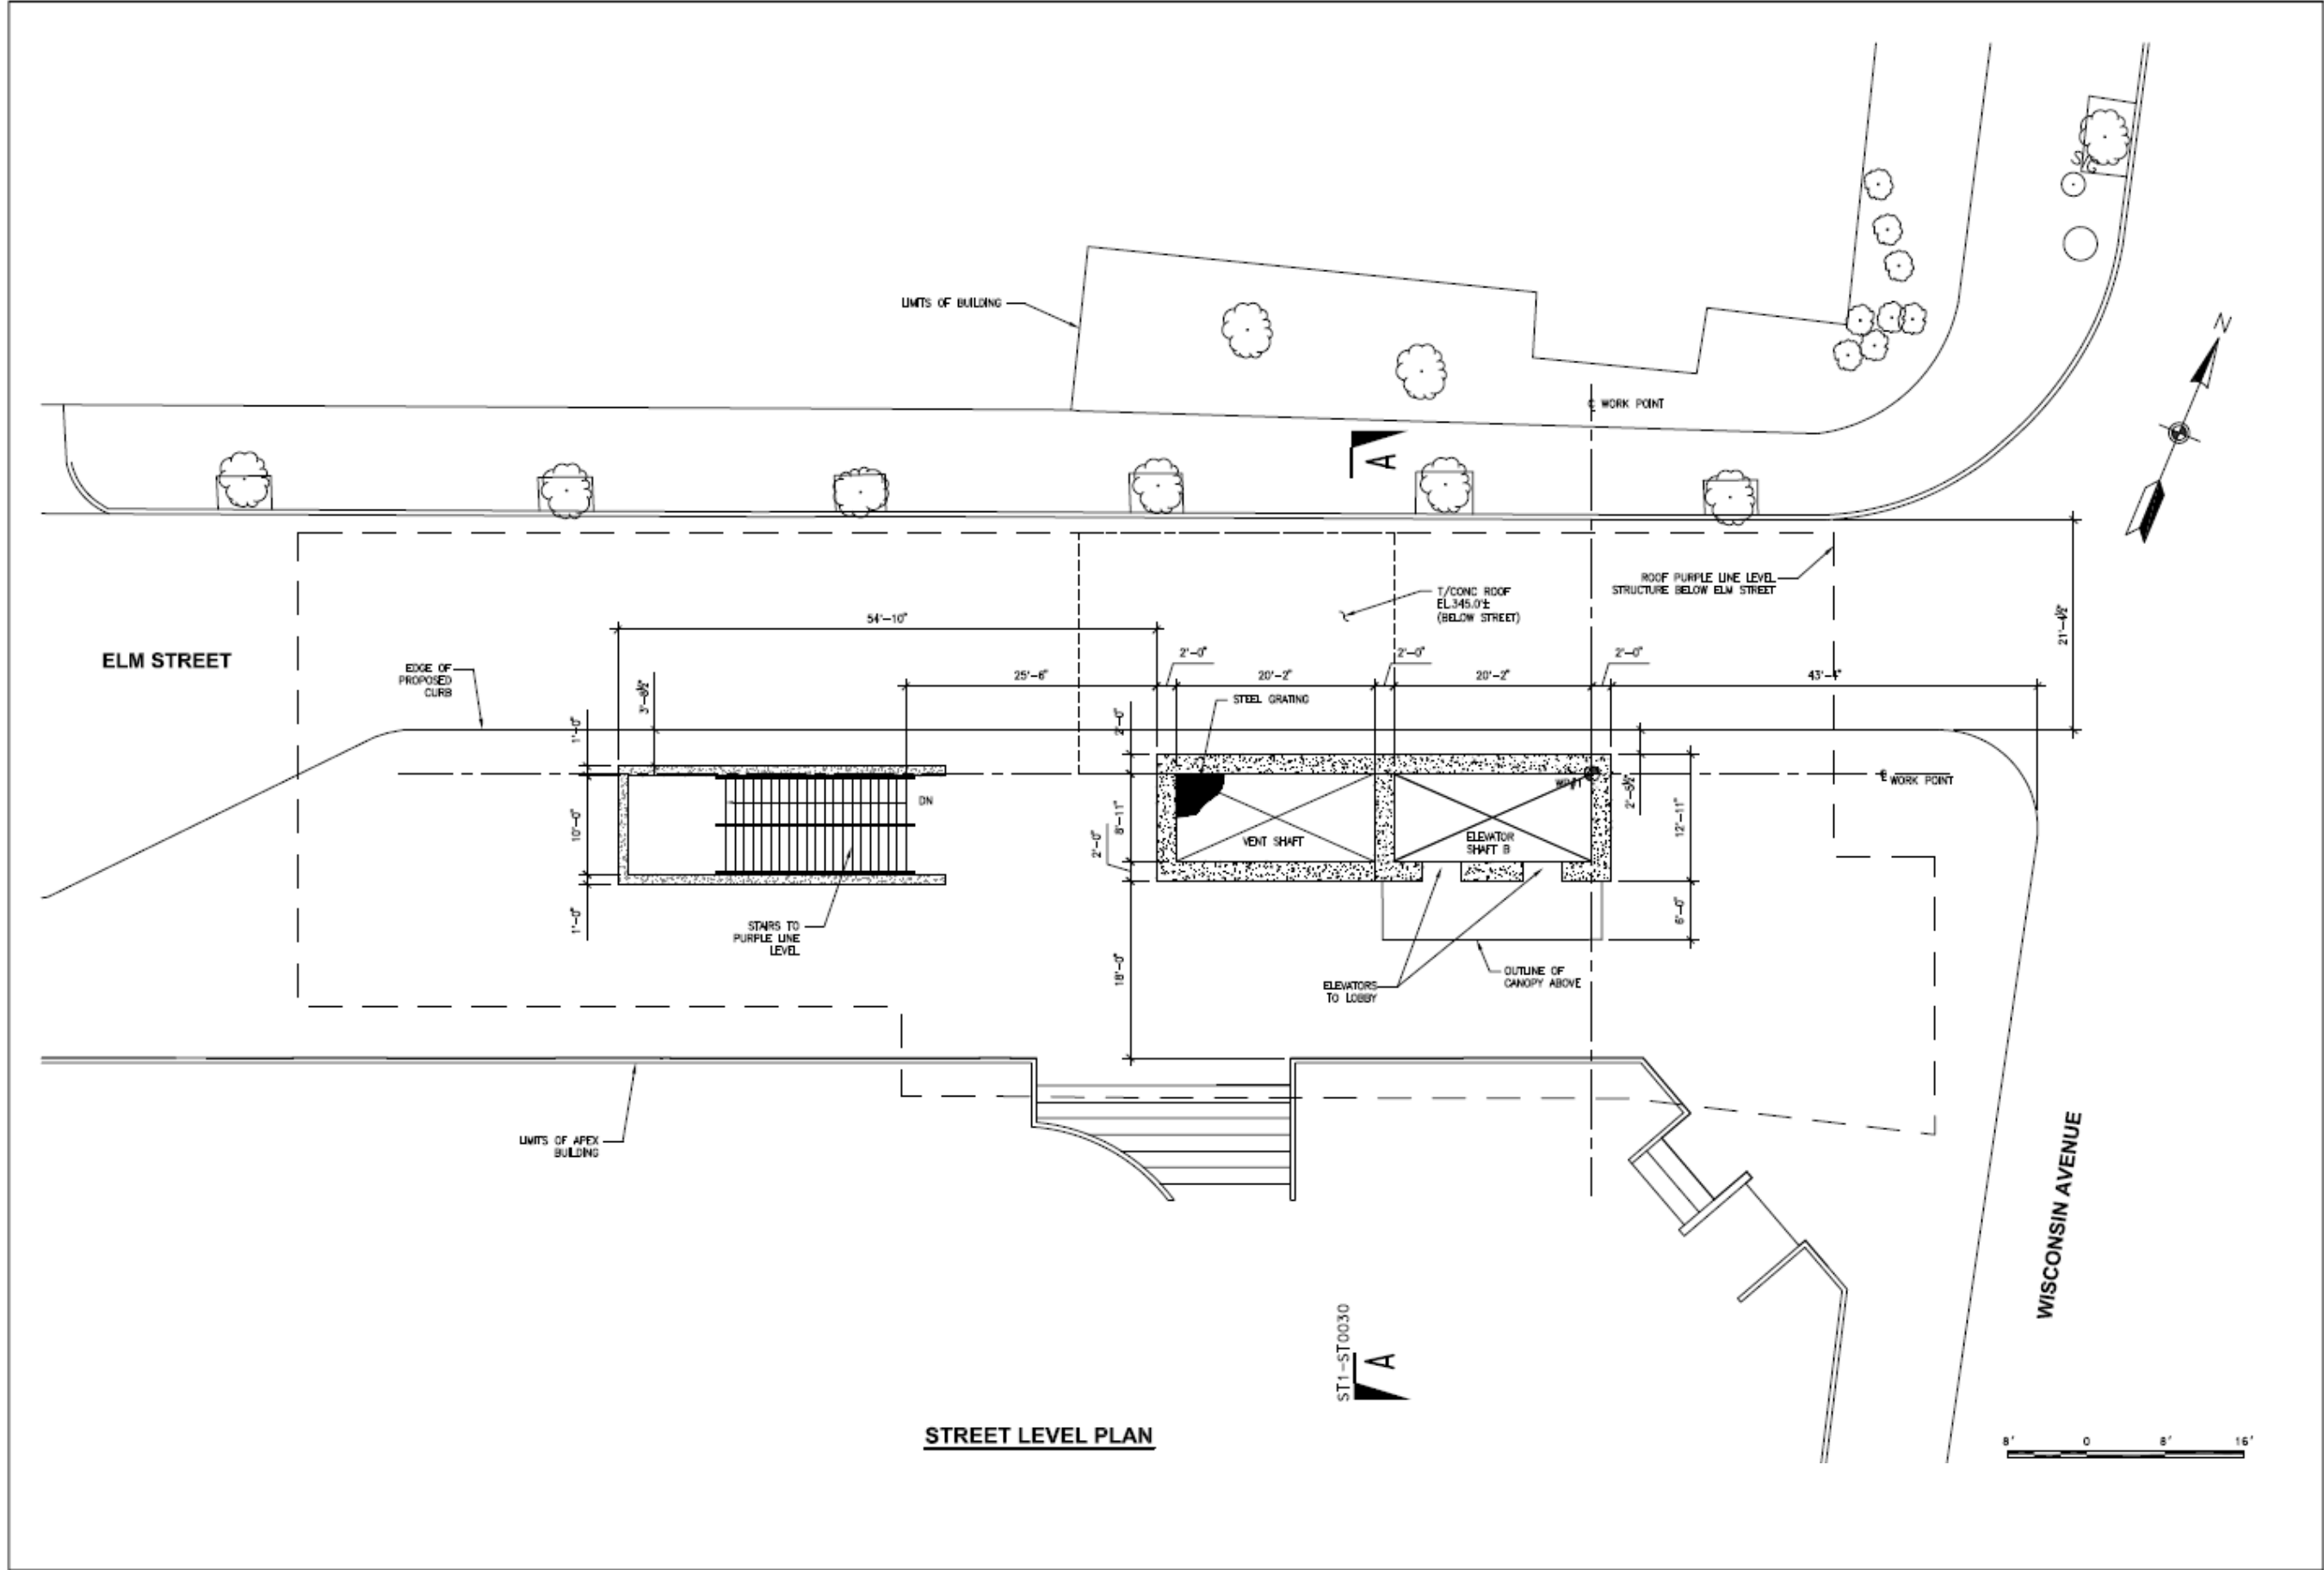 LIMITS OF BUILDING
N
℄ WORK POINT
A
ROOF PURPLE LINE LEVEL
STRUCTURE BELOW ELM STREET
T/CONC ROOF
EL.345.0'±
(BELOW STREET)
54'-10"
21'-4½"
ELM STREET
EDGE OF
PROPOSED
CURB
2'-0"
2'-0"
2'-0"
25'-6"
20'-2"
20'-2"
43'-4"
3'-8½"
STEEL GRATING
1'-0"
2'-0"
℄ WORK POINT
DN
10'-0"
8'-11"
2'-0"
VENT SHAFT
ELEVATOR
SHAFT B
2'-5½"
12'-11"
1'-0"
6'-0"
STAIRS TO
PURPLE LINE
LEVEL
18'-0"
ELEVATORS
TO LOBBY
OUTLINE OF
CANOPY ABOVE
LIMITS OF APEX
BUILDING
WISCONSIN AVENUE
ST1-ST0030
A
STREET LEVEL PLAN
8' 0 8' 16'